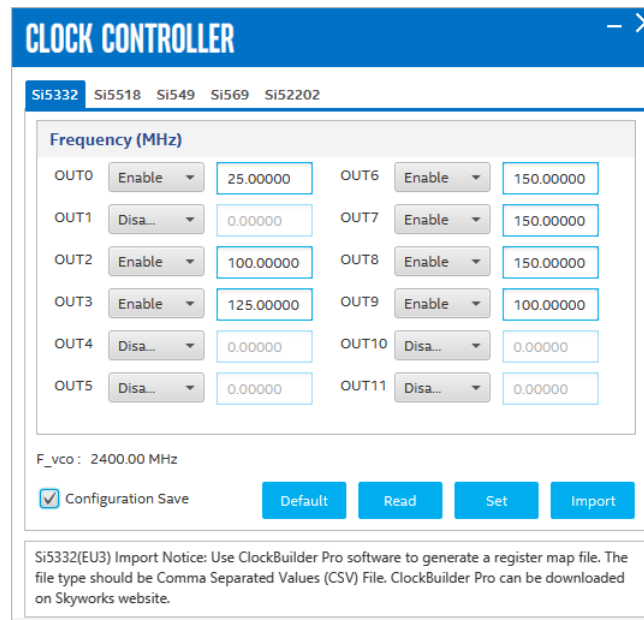 CLOCK CONTROLLER
Si5332 Si5518 Si549 Si569 Si52202
Frequency (MHz)
OUT0 Enable 25.00000 OUT6 Enable 150.00000
OUT1 Disa... 0.00000 OUT7 Enable 150.00000
OUT2 Enable 100.00000 OUT8 Enable 150.00000
OUT3 Enable 125.00000 OUT9 Enable 100.00000
OUT4 Disa... 0.00000 OUT10 Disa... 0.00000
OUT5 Disa... 0.00000 OUT11 Disa... 0.00000
F_vco : 2400.00 MHz
Configuration Save Default Read Set Import
Si5332(EU3) Import Notice: Use ClockBuilder Pro software to generate a register map file. The
file type should be Comma Separated Values (CSV) File. ClockBuilder Pro can be downloaded
on Skyworks website.